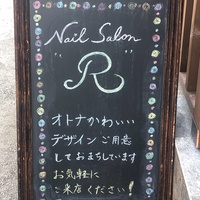 "Nail Salon
"R"
オトナかわいい
デザインご用意
しておまちしています
お気軽に
ご来店ください!